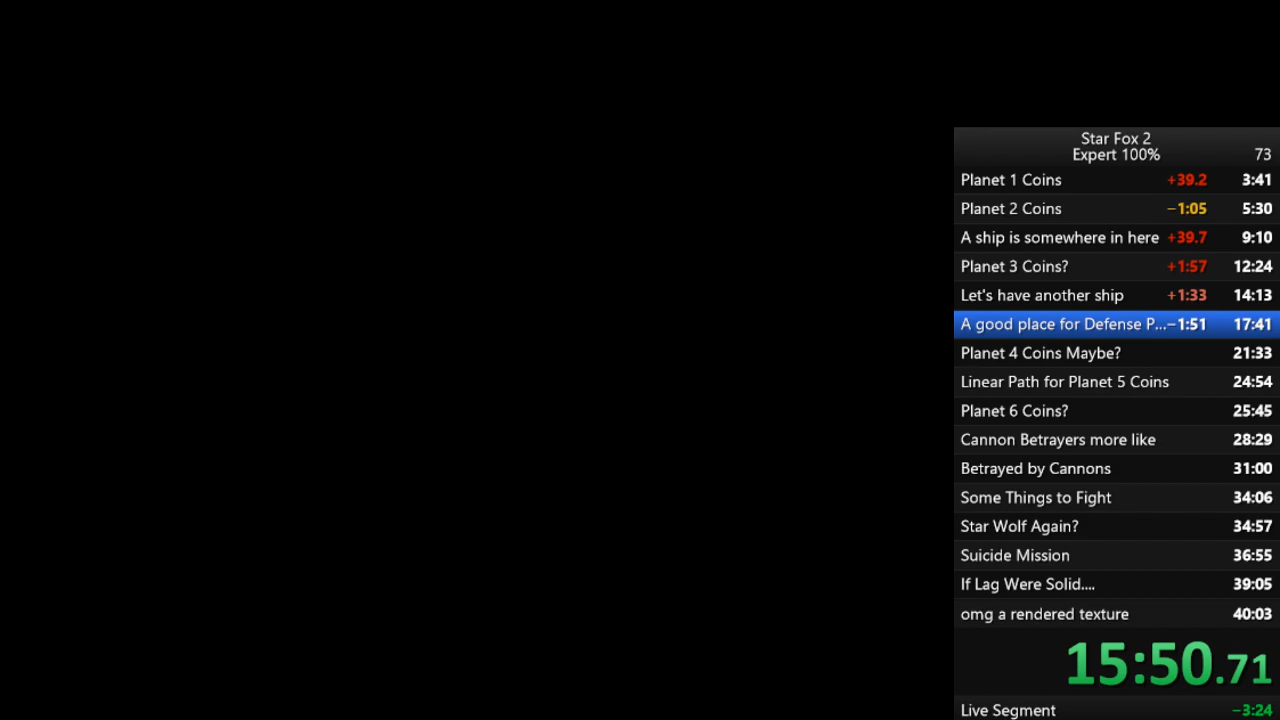 Star Fox 2
Expert 100% 73
Planet 1 Coins +39.2 3:41
Planet 2 Coins −1:05 5:30
A ship is somewhere in here +39.7 9:10
Planet 3 Coins? +1:57 12:24
Let's have another ship +1:33 14:13
A good place for Defense P... −1:51 17:41
Planet 4 Coins Maybe? 21:33
Linear Path for Planet 5 Coins 24:54
Planet 6 Coins? 25:45
Cannon Betrayers more like 28:29
Betrayed by Cannons 31:00
Some Things to Fight 34:06
Star Wolf Again? 34:57
Suicide Mission 36:55
If Lag Were Solid.... 39:05
omg a rendered texture 40:03
15:50.71
Live Segment −3:24